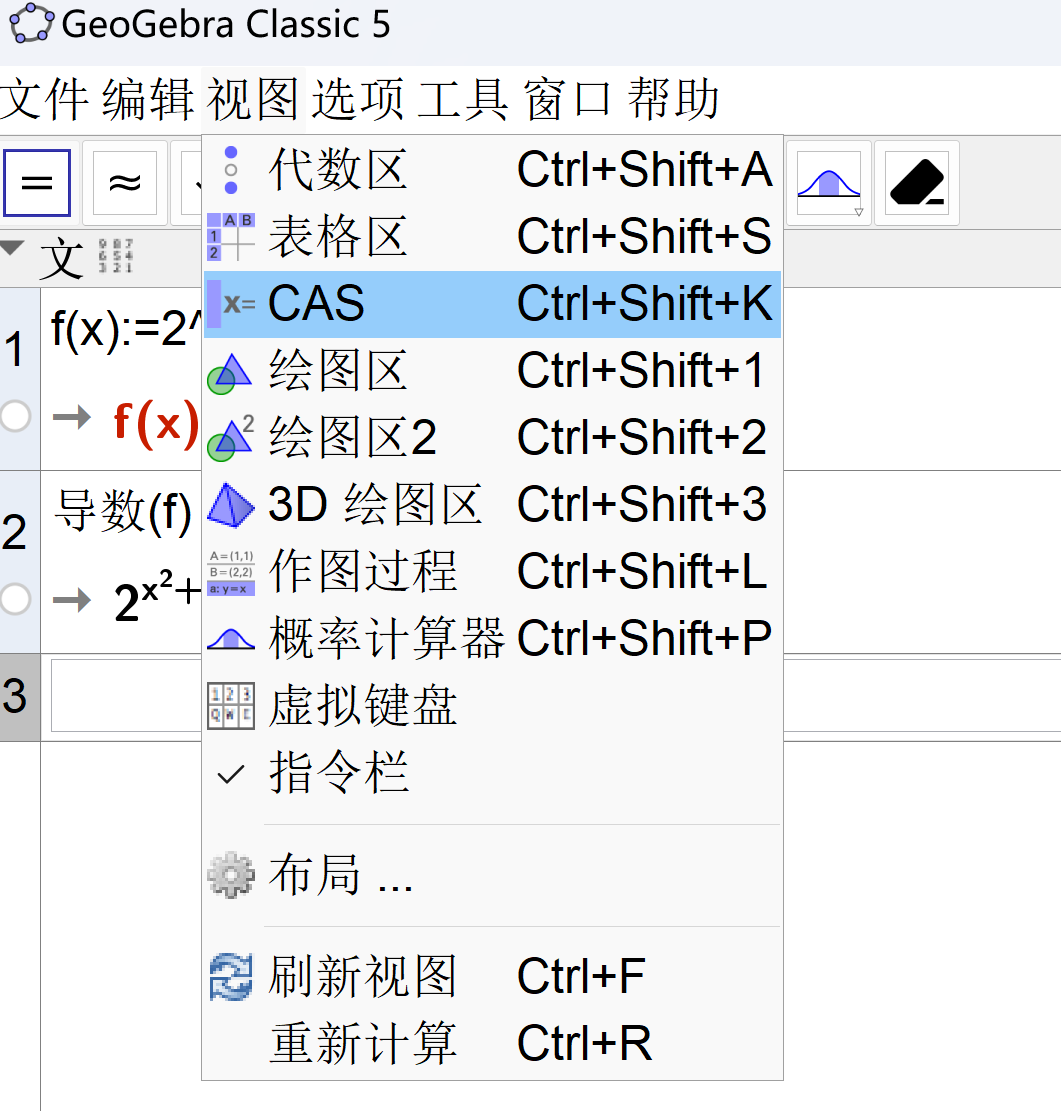 GeoGebra Classic 5
文件 编辑 视图 选项 工具 窗口 帮助
= ≈
文
代数区 Ctrl+Shift+A
表格区 Ctrl+Shift+S
CAS Ctrl+Shift+K
绘图区 Ctrl+Shift+1
绘图区2 Ctrl+Shift+2
3D 绘图区 Ctrl+Shift+3
作图过程 Ctrl+Shift+L
概率计算器 Ctrl+Shift+P
虚拟键盘
指令栏
布局 ...
刷新视图 Ctrl+F
重新计算 Ctrl+R
1 f(x):=2^
→ f(x)
2 导数(f)
→ 2^{x^2+
3